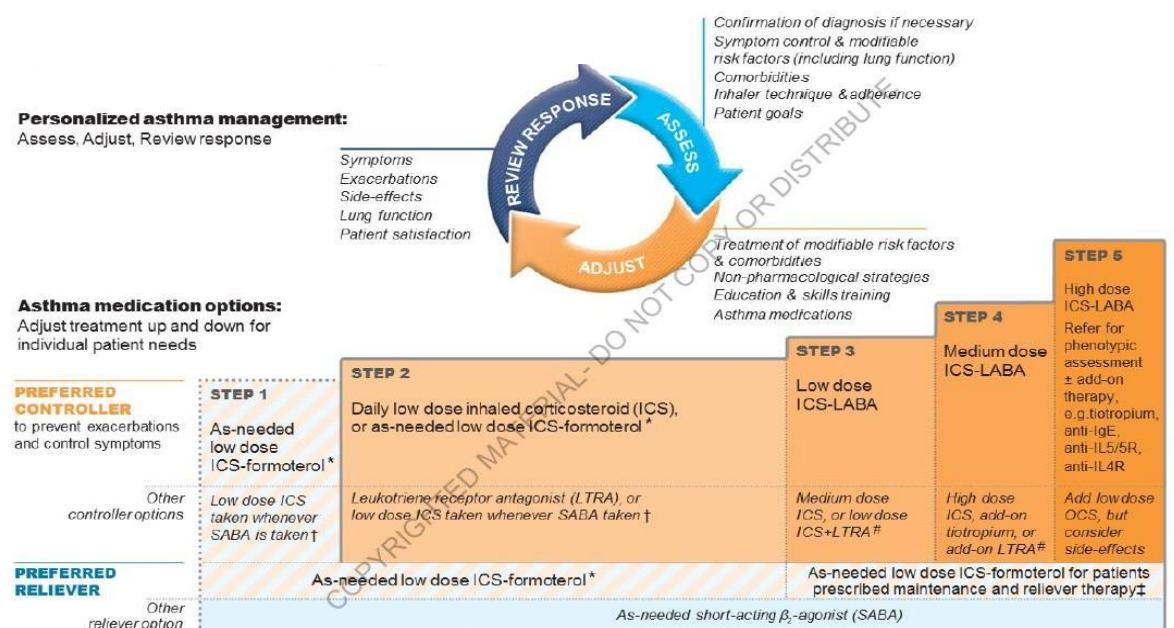 Confirmation of diagnosis if necessary
Symptom control & modifiable
risk factors (including lung function)
Comorbidities
Inhaler technique & adherence
Patient goals
Personalized asthma management:
Assess, Adjust, Review response
Symptoms
Exacerbations
Side-effects
Lung function
Patient satisfaction
REVIEW RESPONSE
ASSESS
ADJUST
Treatment of modifiable risk factors
& comorbidities
Non-pharmacological strategies
Education & skills training
Asthma medications
Asthma medication options:
Adjust treatment up and down for
individual patient needs
PREFERRED
CONTROLLER
to prevent exacerbations
and control symptoms
STEP 1
As-needed
low dose
ICS-formoterol *
STEP 2
Daily low dose inhaled corticosteroid (ICS),
or as-needed low dose ICS-formoterol *
STEP 3
Low dose
ICS-LABA
STEP 4
Medium dose
ICS-LABA
STEP 5
High dose
ICS-LABA
Refer for
phenotypic
assessment
± add-on
therapy,
e.g.tiotropium,
anti-IgE,
anti-IL5/5R,
anti-IL4R
Other
controller options
Low dose ICS
taken whenever
SABA is taken †
Leukotriene receptor antagonist (LTRA), or
low dose ICS taken whenever SABA taken †
Medium dose
ICS, or low dose
ICS+LTRA #
High dose
ICS, add-on
tiotropium, or
add-on LTRA #
Add low dose
OCS, but
consider
side-effects
PREFERRED
RELIEVER
As-needed low dose ICS-formoterol *
As-needed low dose ICS-formoterol for patients
prescribed maintenance and reliever therapy ‡
Other
reliever option
As-needed short-acting β₂-agonist (SABA)
COPYRIGHTED MATERIAL- DO NOT COPY OR DISTRIBUTE